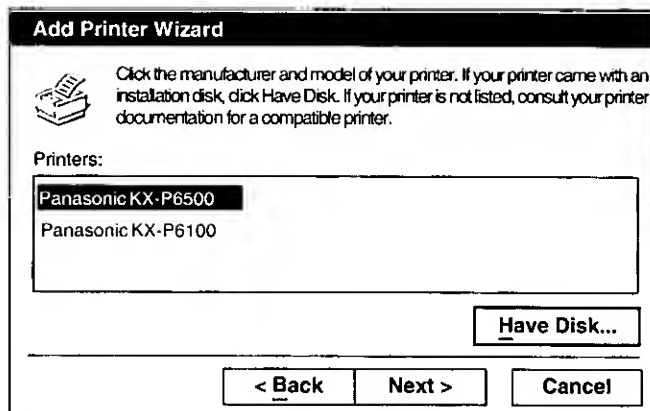 Add Printer Wizard
Click the manufacturer and model of your printer. If your printer came with an
installation disk, click Have Disk. If your printer is not listed, consult your printer
documentation for a compatible printer.
Printers:
Panasonic KX-P6500
Panasonic KX-P6100
Have Disk...
< Back
Next >
Cancel